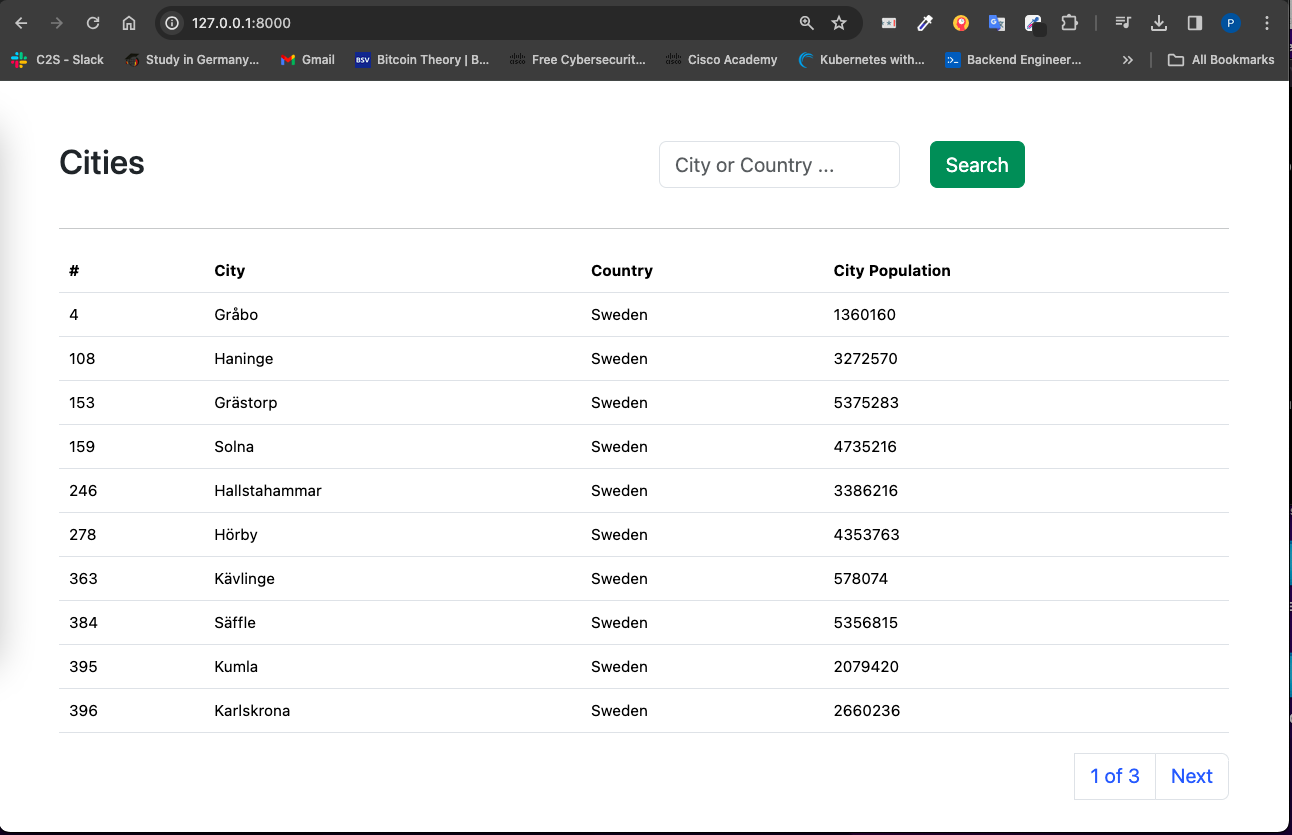 127.0.0.1:8000
C2S - Slack Study in Germany... Gmail BSV Bitcoin Theory | B... Free Cybersecurit... Cisco Academy Kubernetes with... Backend Engineer... » All Bookmarks
Cities City or Country ... Search
# City Country City Population
4 Gråbo Sweden 1360160
108 Haninge Sweden 3272570
153 Grästorp Sweden 5375283
159 Solna Sweden 4735216
246 Hallstahammar Sweden 3386216
278 Hörby Sweden 4353763
363 Kävlinge Sweden 578074
384 Säffle Sweden 5356815
395 Kumla Sweden 2079420
396 Karlskrona Sweden 2660236
1 of 3 Next